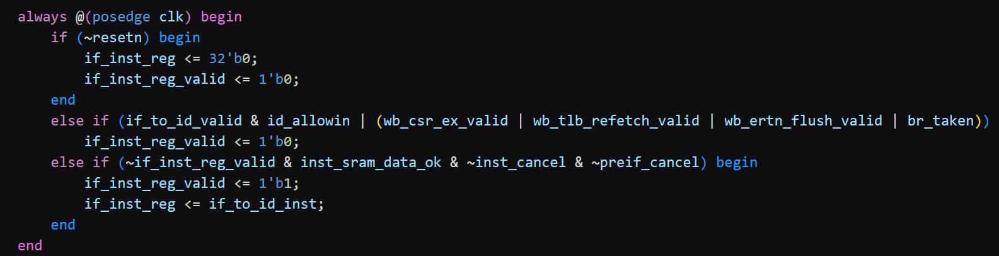 always @(posedge clk) begin
    if (~resetn) begin
        if_inst_reg <= 32'b0;
        if_inst_reg_valid <= 1'b0;
    end
    else if (if_to_id_valid & id_allowin | (wb_csr_ex_valid | wb_tlb_refetch_valid | wb_ertn_flush_valid | br_taken))
        if_inst_reg_valid <= 1'b0;
    else if (~if_inst_reg_valid & inst_sram_data_ok & ~inst_cancel & ~preif_cancel) begin
        if_inst_reg_valid <= 1'b1;
        if_inst_reg <= if_to_id_inst;
    end
end